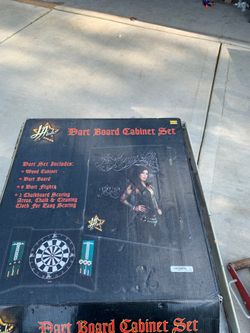 Dart Board Cabinet Set
Dart Set Includes:
• Wood Cabinet
• Dart Board
• 6 Dart Flights
• 2 Chalkboard Scoring
Areas, Chalk & Cleaning
Cloth For Easy Scoring
Dart Board Cabinet Set